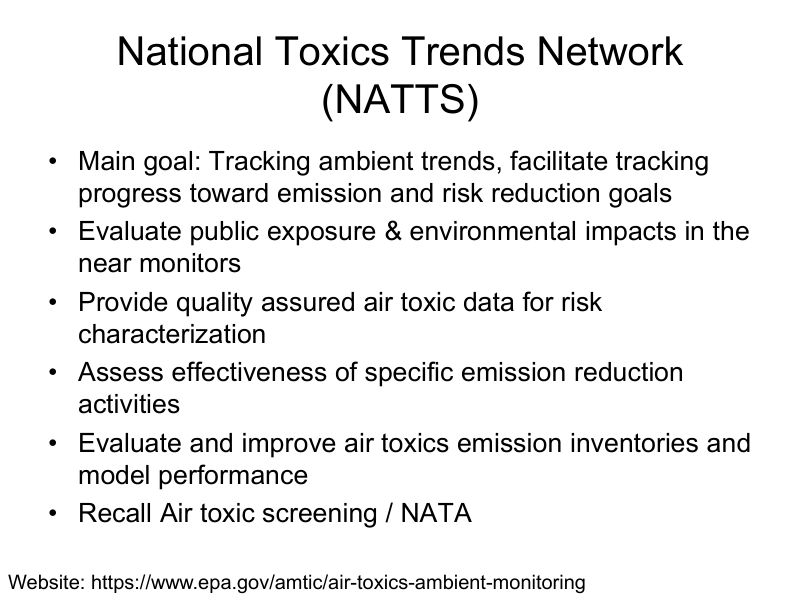 National Toxics Trends Network
(NATTS)
• Main goal: Tracking ambient trends, facilitate tracking
progress toward emission and risk reduction goals
• Evaluate public exposure & environmental impacts in the
near monitors
• Provide quality assured air toxic data for risk
characterization
• Assess effectiveness of specific emission reduction
activities
• Evaluate and improve air toxics emission inventories and
model performance
• Recall Air toxic screening / NATA
Website: https://www.epa.gov/amtic/air-toxics-ambient-monitoring